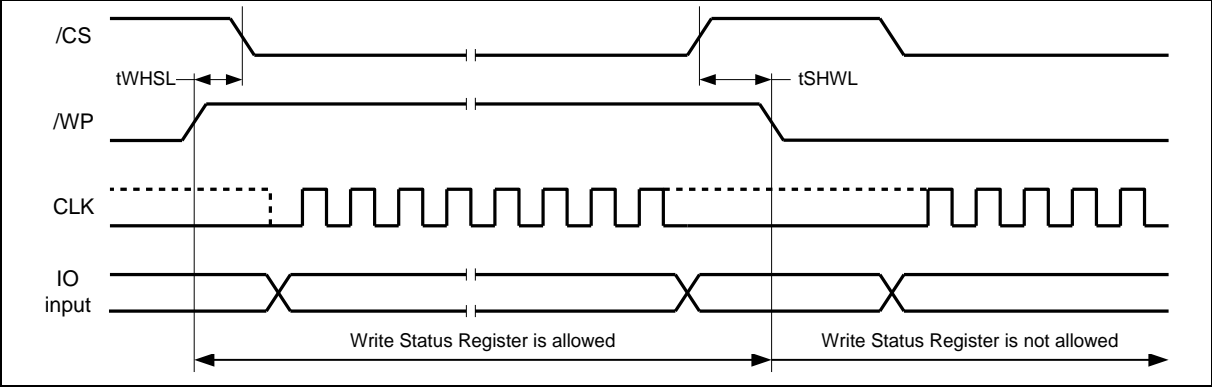 /CS
tWHSL
tSHWL
/WP
CLK
IO
input
Write Status Register is allowed
Write Status Register is not allowed